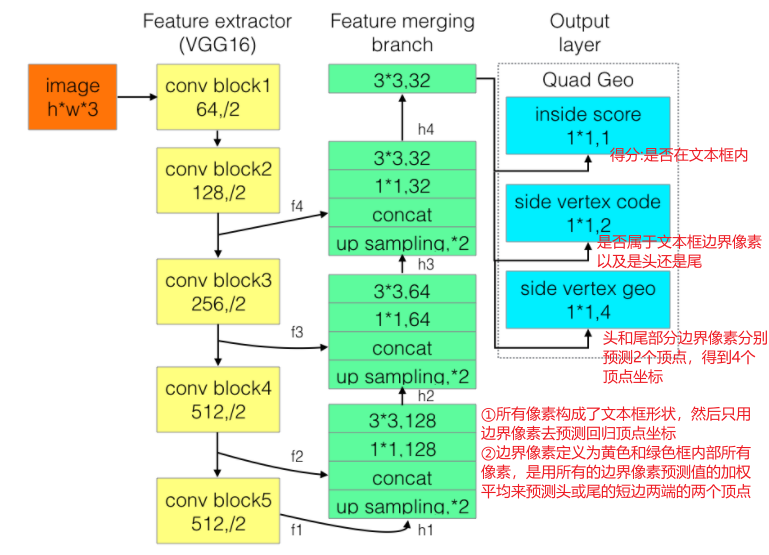 Feature extractor
(VGG16)
Feature merging
branch
Output
layer
image
h*w*3
conv block1
64,/2
conv block2
128,/2
conv block3
256,/2
conv block4
512,/2
conv block5
512,/2
f4
f3
f2
f1
3*3,32
h4
3*3,32
1*1,32
concat
up sampling,*2
h3
3*3,64
1*1,64
concat
up sampling,*2
h2
3*3,128
1*1,128
concat
up sampling,*2
h1
Quad Geo
inside score
1*1,1
得分:是否在文本框内
side vertex code
1*1,2
是否属于文本框边界像素
以及是头还是尾
side vertex geo
1*1,4
头和尾部分边界像素分别
预测2个顶点，得到4个
顶点坐标
①所有像素构成了文本框形状，然后只用
边界像素去预测回归顶点坐标
②边界像素定义为黄色和绿色框内部所有
像素，是用所有的边界像素预测值的加权
平均来预测头或尾的短边两端的两个顶点